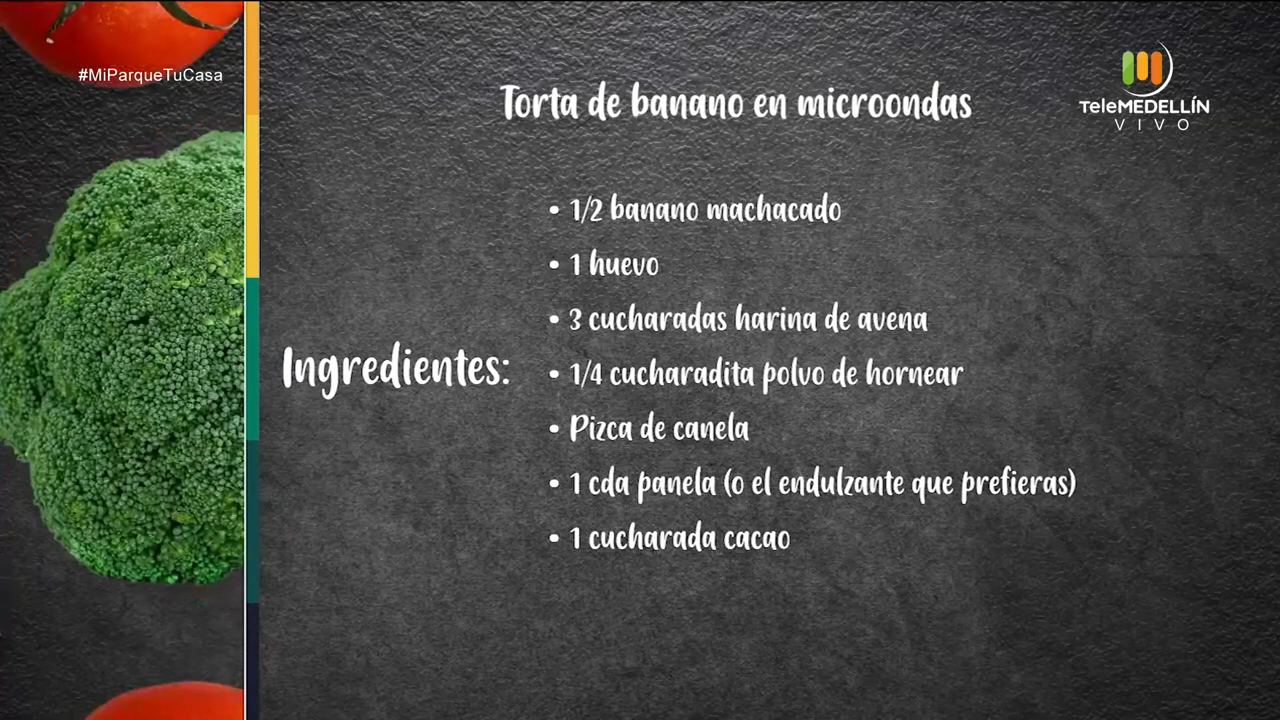 #MiParqueTuCasa
TeleMEDELLÍN
VIVO
Torta de banano en microondas
Ingredientes:
• 1/2 banano machacado
• 1 huevo
• 3 cucharadas harina de avena
• 1/4 cucharadita polvo de hornear
• Pizca de canela
• 1 cda panela (o el endulzante que prefieras)
• 1 cucharada cacao